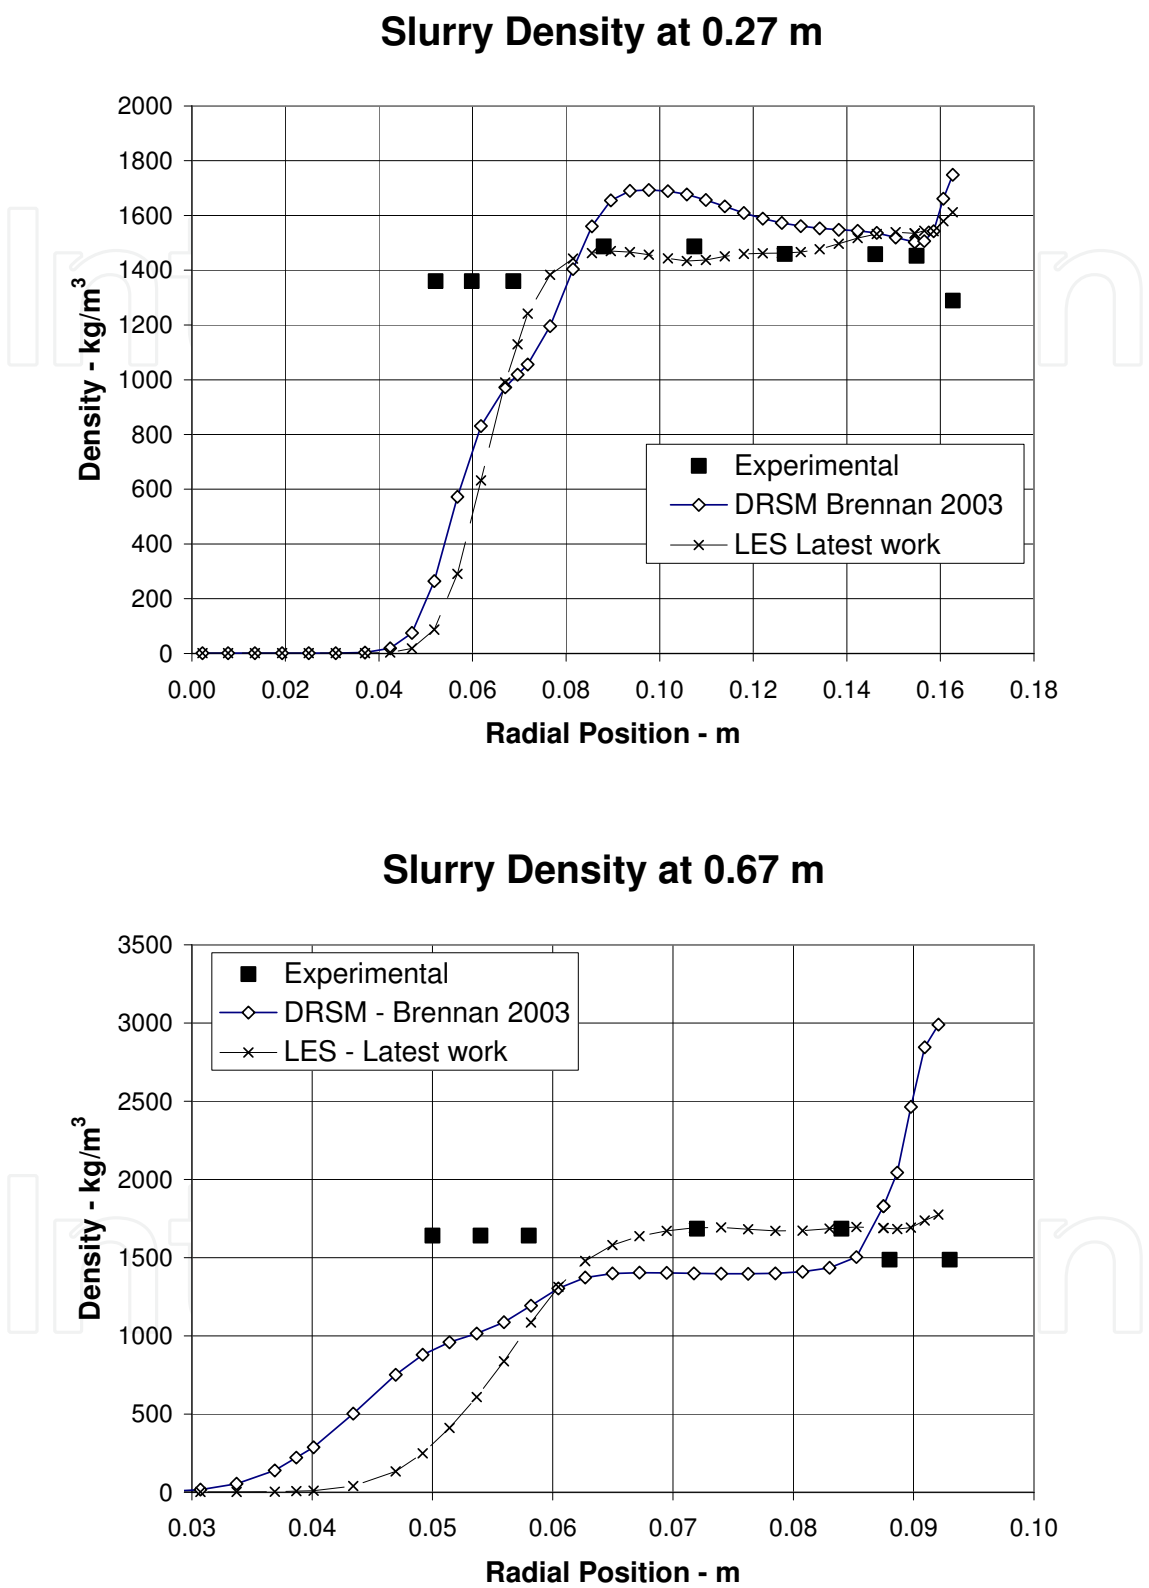 Slurry Density at 0.27 m
2000
1800
1600
1400
1200
1000
800
600
400
200
0
Density - kg/m³
Experimental
DRSM Brennan 2003
LES Latest work
0.00 0.02 0.04 0.06 0.08 0.10 0.12 0.14 0.16 0.18
Radial Position - m
Slurry Density at 0.67 m
3500
3000
2500
2000
1500
1000
500
0
Density - kg/m³
Experimental
DRSM - Brennan 2003
LES - Latest work
0.03 0.04 0.05 0.06 0.07 0.08 0.09 0.10
Radial Position - m